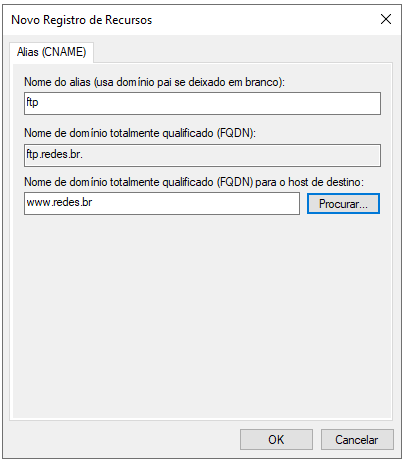 Novo Registro de Recursos
Alias (CNAME)
Nome do alias (usa domínio pai se deixado em branco):
ftp
Nome de domínio totalmente qualificado (FQDN):
ftp.redes.br.
Nome de domínio totalmente qualificado (FQDN) para o host de destino:
www.redes.br Procurar...
OK Cancelar